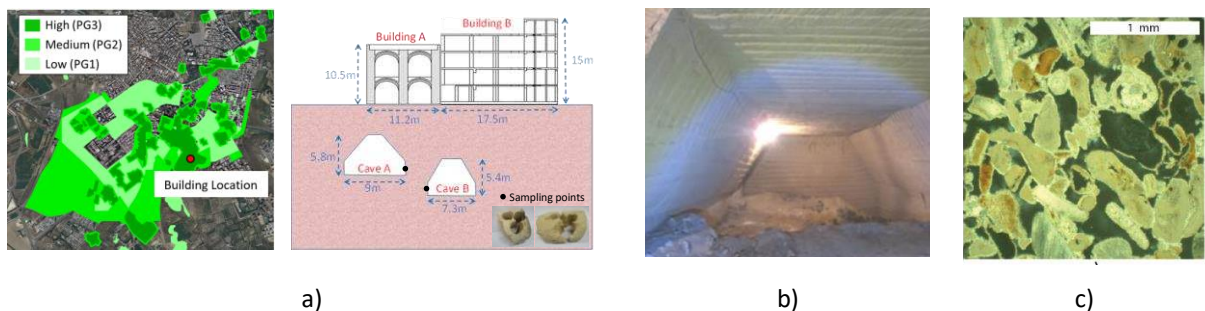 High (PG3)
Medium (PG2)
Low (PG1)
Building Location
Building B
Building A
10.5m
15m
11.2m
17.5m
5.8m
Cave A
9m
Cave B
5.4m
7.3m
Sampling points
1 mm
a)
b)
c)